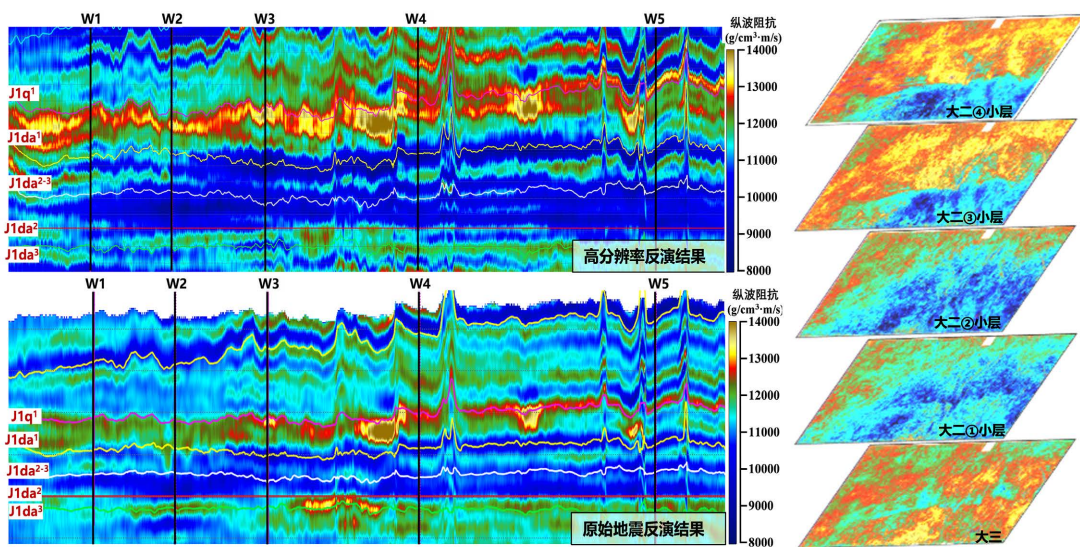 W1 W2 W3 W4 W5
纵波阻抗
(g/cm³·m/s)
14000
13000
12000
11000
10000
9000
8000
J1q¹
J1da¹
J1da²⁻³
J1da²
J1da³
高分辨率反演结果
W1 W2 W3 W4 W5
纵波阻抗
(g/cm³·m/s)
14000
13000
12000
11000
10000
9000
8000
J1q¹
J1da¹
J1da²⁻³
J1da²
J1da³
原始地震反演结果
大二④小层
大二③小层
大二②小层
大二①小层
大三